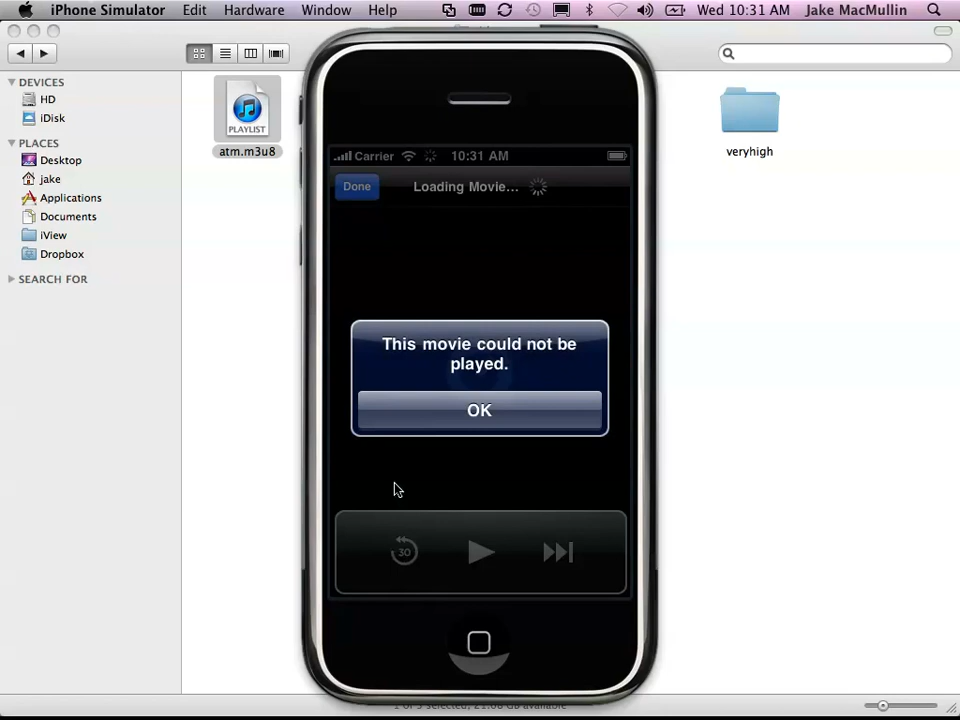 iPhone Simulator Edit Hardware Window Help Wed 10:31 AM Jake MacMullin
DEVICES
HD
iDisk
PLACES
Desktop
jake
Applications
Documents
iView
Dropbox
SEARCH FOR
PLAYLIST
atm.m3u8
veryhigh
Carrier 10:31 AM
Done Loading Movie...
This movie could not be
played.
OK
30